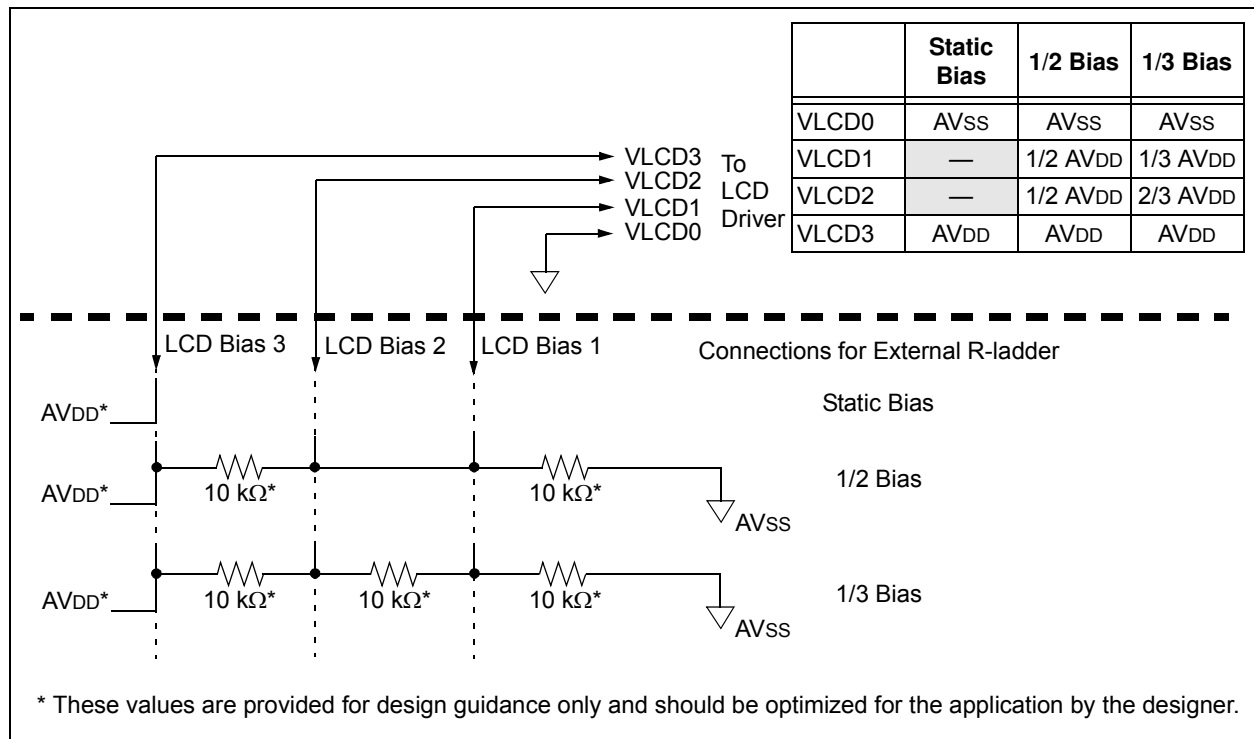 Static Bias | 1/2 Bias | 1/3 Bias
VLCD0 | AVSS | AVSS | AVSS
VLCD1 | — | 1/2 AVDD | 1/3 AVDD
VLCD2 | — | 1/2 AVDD | 2/3 AVDD
VLCD3 | AVDD | AVDD | AVDD
VLCD3
VLCD2
VLCD1
VLCD0
To
LCD
Driver
LCD Bias 3
LCD Bias 2
LCD Bias 1
Connections for External R-ladder
AVDD*
Static Bias
AVDD*
10 kΩ*
10 kΩ*
AVSS
1/2 Bias
AVDD*
10 kΩ*
10 kΩ*
10 kΩ*
AVSS
1/3 Bias
* These values are provided for design guidance only and should be optimized for the application by the designer.